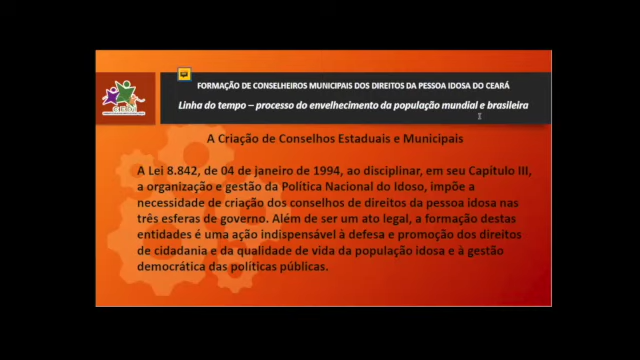 FORMAÇÃO DE CONSELHEIROS MUNICIPAIS DOS DIREITOS DA PESSOA IDOSA DO CEARÁ
Linha do tempo – processo do envelhecimento da população mundial e brasileira
A Criação de Conselhos Estaduais e Municipais
A Lei 8.842, de 04 de janeiro de 1994, ao disciplinar, em seu Capítulo III,
a organização e gestão da Política Nacional do Idoso, impõe a
necessidade de criação dos conselhos de direitos da pessoa idosa nas
três esferas de governo. Além de ser um ato legal, a formação destas
entidades é uma ação indispensável à defesa e promoção dos direitos
de cidadania e da qualidade de vida da população idosa e à gestão
democrática das políticas públicas.